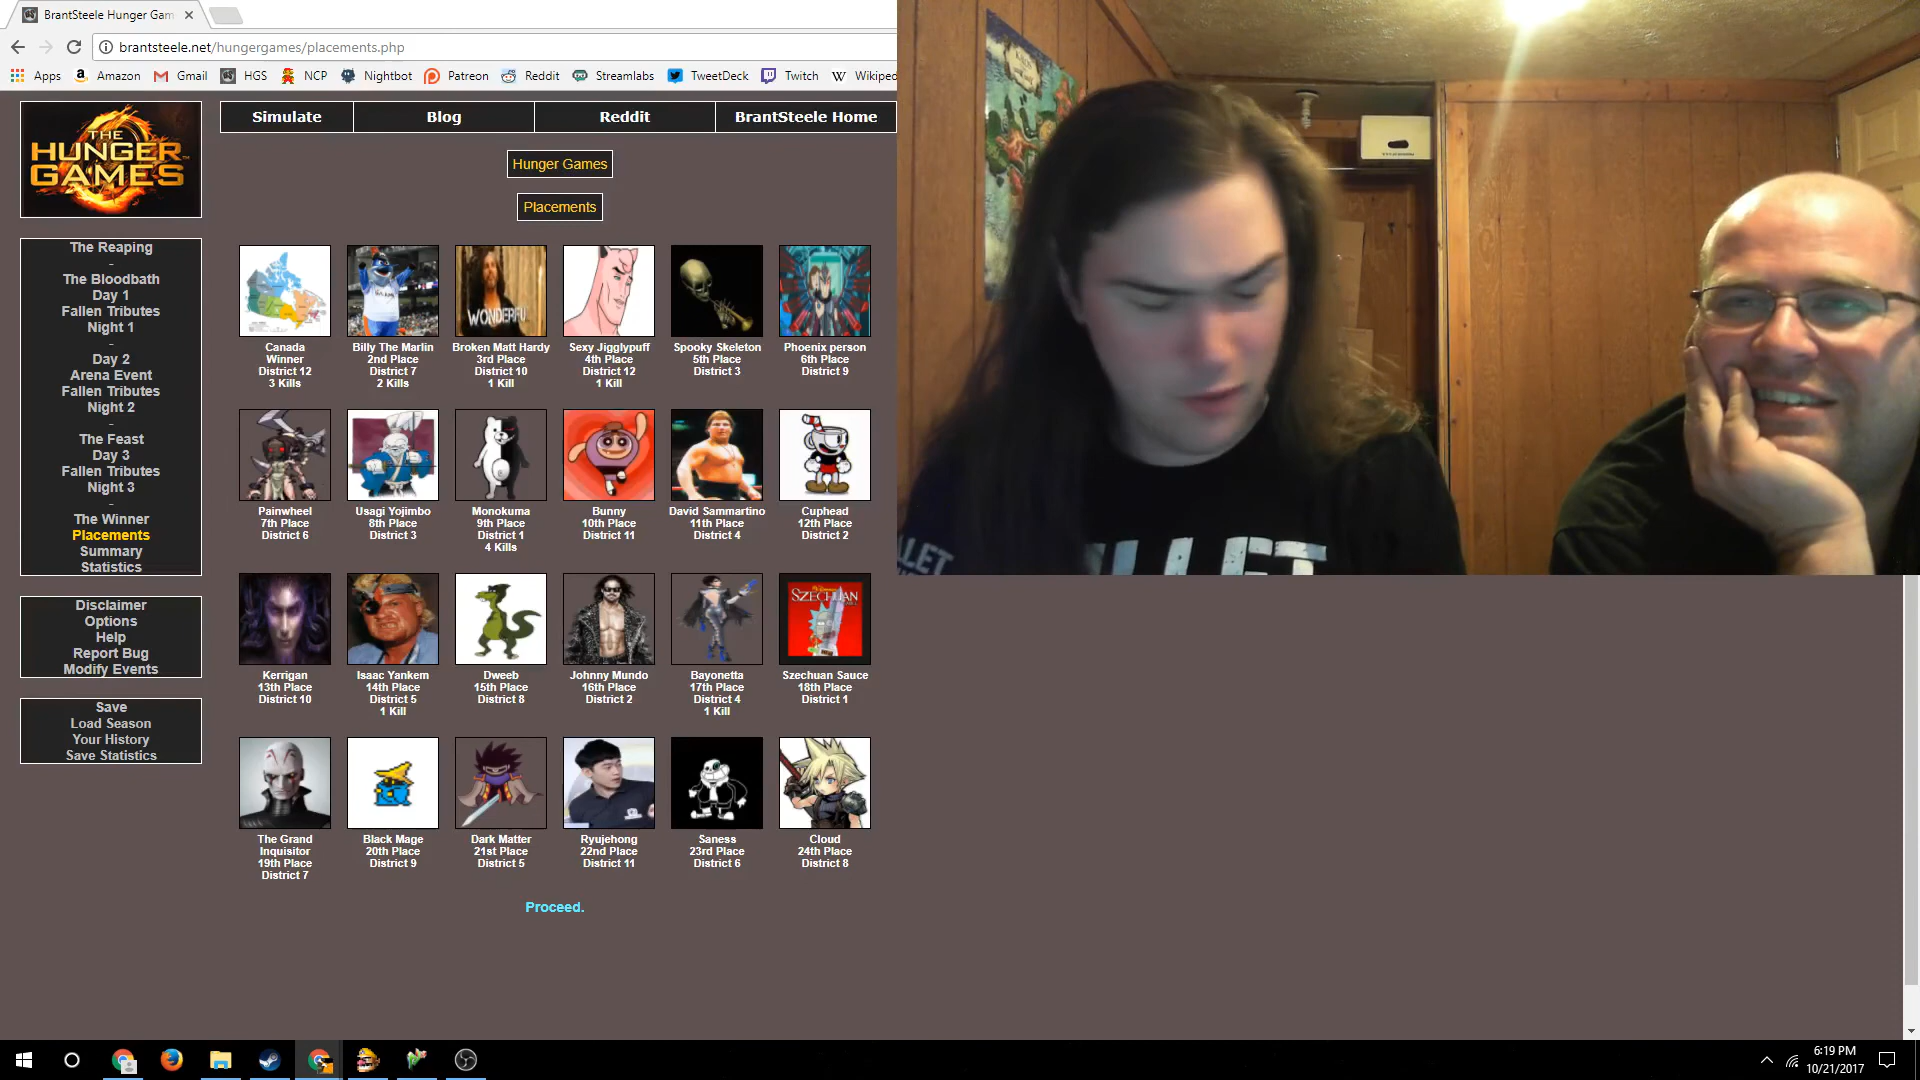 BrantSteele Hunger Gam
brantsteele.net/hungergames/placements.php
Apps Amazon Gmail HGS NCP Nightbot Patreon Reddit Streamlabs TweetDeck Twitch Wikiped
THE
HUNGER
GAMES
Simulate Blog Reddit BrantSteele Home
Hunger Games
Placements
The Reaping
-
The Bloodbath
Day 1
Fallen Tributes
Night 1
-
Day 2
Arena Event
Fallen Tributes
Night 2
-
The Feast
Day 3
Fallen Tributes
Night 3
-
The Winner
Placements
Summary
Statistics
Disclaimer
Options
Help
Report Bug
Modify Events
Save
Load Season
Your History
Save Statistics
WONDERFU
Canada
Winner
District 12
3 Kills
Billy The Marlin
2nd Place
District 7
2 Kills
Broken Matt Hardy
3rd Place
District 10
1 Kill
Sexy Jigglypuff
4th Place
District 12
1 Kill
Spooky Skeleton
5th Place
District 3
Phoenix person
6th Place
District 9
Painwheel
7th Place
District 6
Usagi Yojimbo
8th Place
District 3
Monokuma
9th Place
District 1
4 Kills
Bunny
10th Place
District 11
David Sammartino
11th Place
District 4
Cuphead
12th Place
District 2
Kerrigan
13th Place
District 10
Isaac Yankem
14th Place
District 5
1 Kill
Dweeb
15th Place
District 8
Johnny Mundo
16th Place
District 2
Bayonetta
17th Place
District 4
1 Kill
SZECHUAN
Szechuan Sauce
18th Place
District 1
The Grand
Inquisitor
19th Place
District 7
Black Mage
20th Place
District 9
Dark Matter
21st Place
District 5
Ryujehong
22nd Place
District 11
Saness
23rd Place
District 6
Cloud
24th Place
District 8
Proceed.
LLET
LLET
6:19 PM
10/21/2017